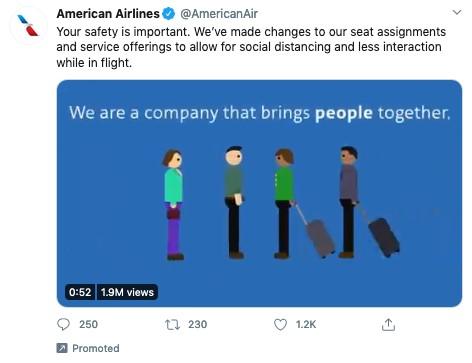 American Airlines @AmericanAir
Your safety is important. We've made changes to our seat assignments
and service offerings to allow for social distancing and less interaction
while in flight.
We are a company that brings people together,
0:52 1.9M views
250 230 1.2K
Promoted